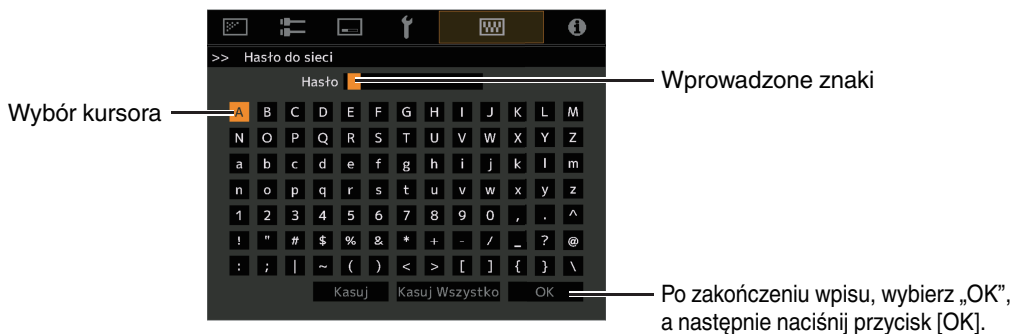 >> Hasło do sieci
Hasło
Wprowadzone znaki
Wybór kursora
A B C D E F G H I J K L M
N O P Q R S T U V W X Y Z
a b c d e f g h i j k l m
n o p q r s t u v w x y z
1 2 3 4 5 6 7 8 9 0 , . ^
! " # $ % & * + - / _ ? @
: ; | ~ ( ) < > [ ] { } \
Kasuj Kasuj Wszystko OK
Po zakończeniu wpisu, wybierz „OK”,
a następnie naciśnij przycisk [OK].